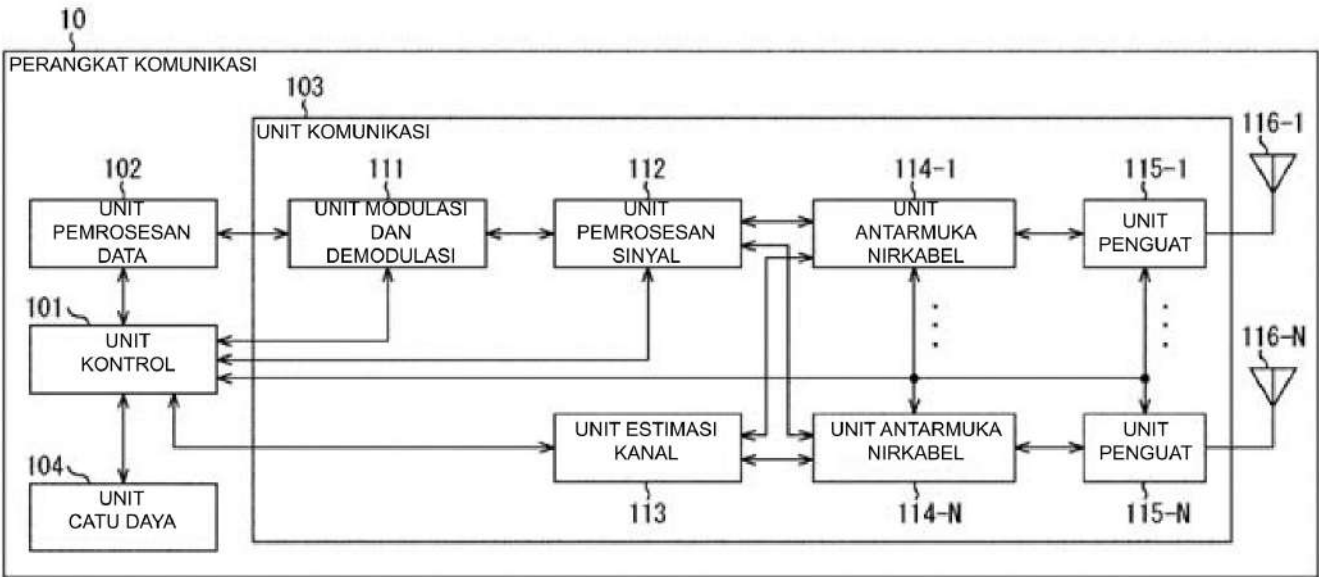 10
PERANGKAT KOMUNIKASI
103
UNIT KOMUNIKASI
102
UNIT
PEMROSESAN
DATA
111
UNIT MODULASI
DAN
DEMODULASI
112
UNIT
PEMROSESAN
SINYAL
114-1
UNIT
ANTARMUKA
NIRKABEL
115-1
UNIT
PENGUAT
116-1
101
UNIT
KONTROL
116-N
UNIT ESTIMASI
KANAL
113
UNIT ANTARMUKA
NIRKABEL
114-N
UNIT
PENGUAT
115-N
104
UNIT
CATU DAYA